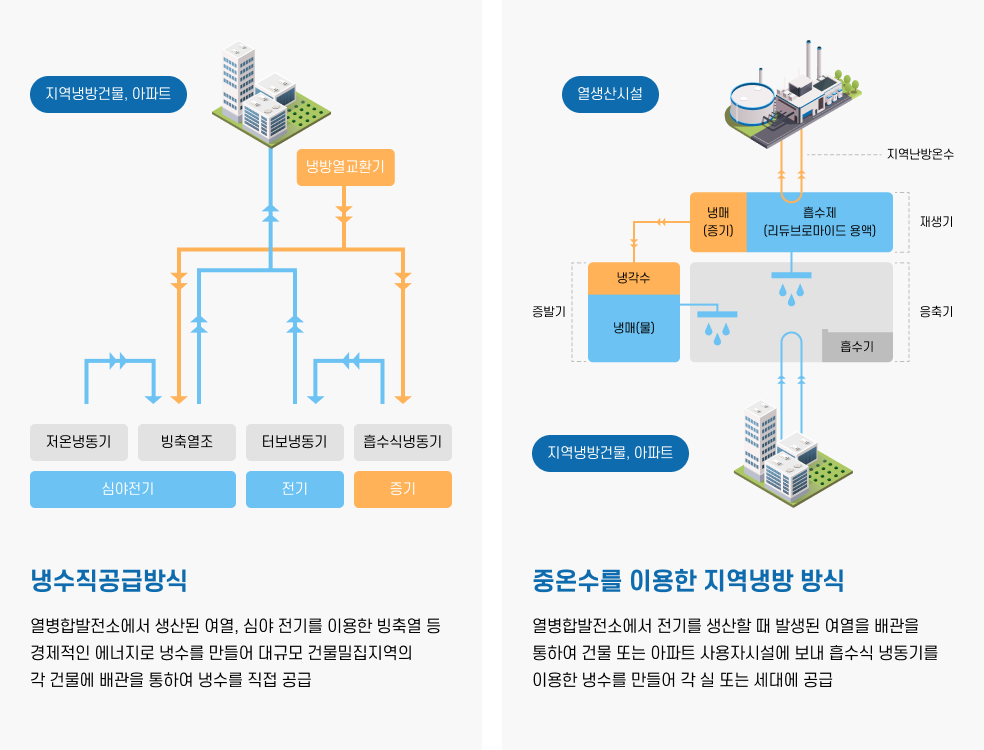 지역냉방건물, 아파트
냉방열교환기
저온냉동기
빙축열조
터보냉동기
흡수식냉동기
심야전기
전기
증기
냉수직공급방식
열병합발전소에서 생산된 여열, 심야 전기를 이용한 빙축열 등
경제적인 에너지로 냉수를 만들어 대규모 건물밀집지역의
각 건물에 배관을 통하여 냉수를 직접 공급
열생산시설
지역난방온수
냉매
(증기)
흡수제
(리듀브로마이드 용액)
재생기
냉각수
증발기
냉매(물)
응축기
흡수기
지역냉방건물, 아파트
중온수를 이용한 지역냉방 방식
열병합발전소에서 전기를 생산할 때 발생된 여열을 배관을
통하여 건물 또는 아파트 사용자시설에 보내 흡수식 냉동기를
이용한 냉수를 만들어 각 실 또는 세대에 공급